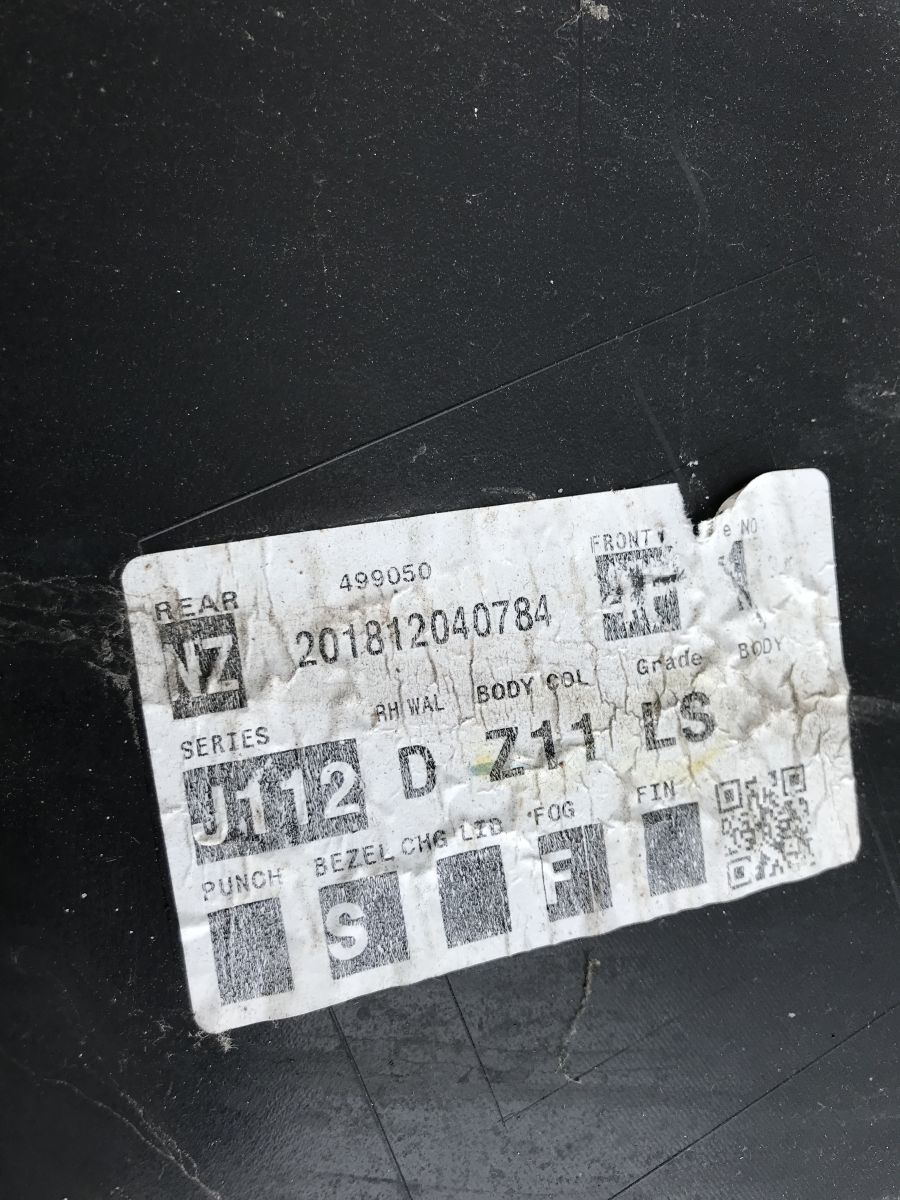 499050 FRONT e NO
REAR 201812040784
NZ
RH WAL BODY COL Grade BODY
SERIES
J112 D Z11 LS
PUNCH BEZEL CHG LID FOG FIN
S F